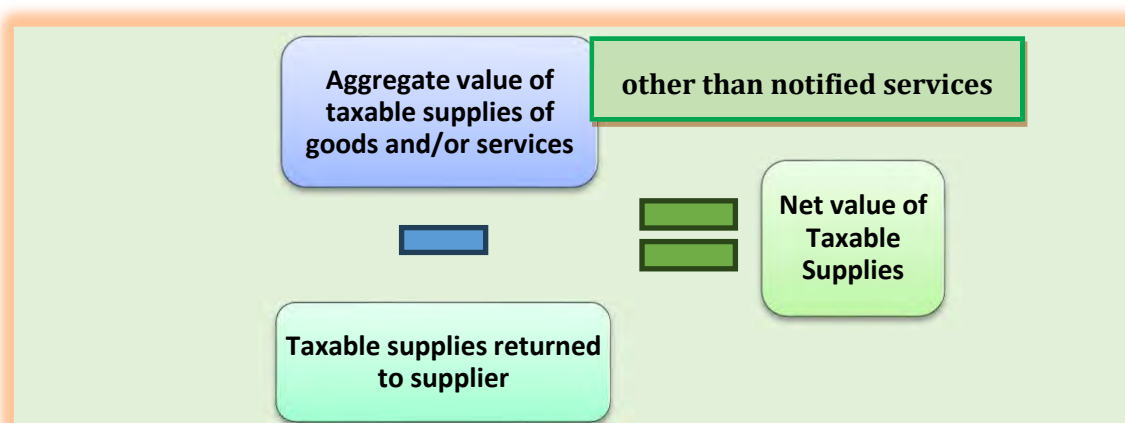 Aggregate value of
taxable supplies of
goods and/or services
other than notified services
Net value of
Taxable
Supplies
Taxable supplies returned
to supplier